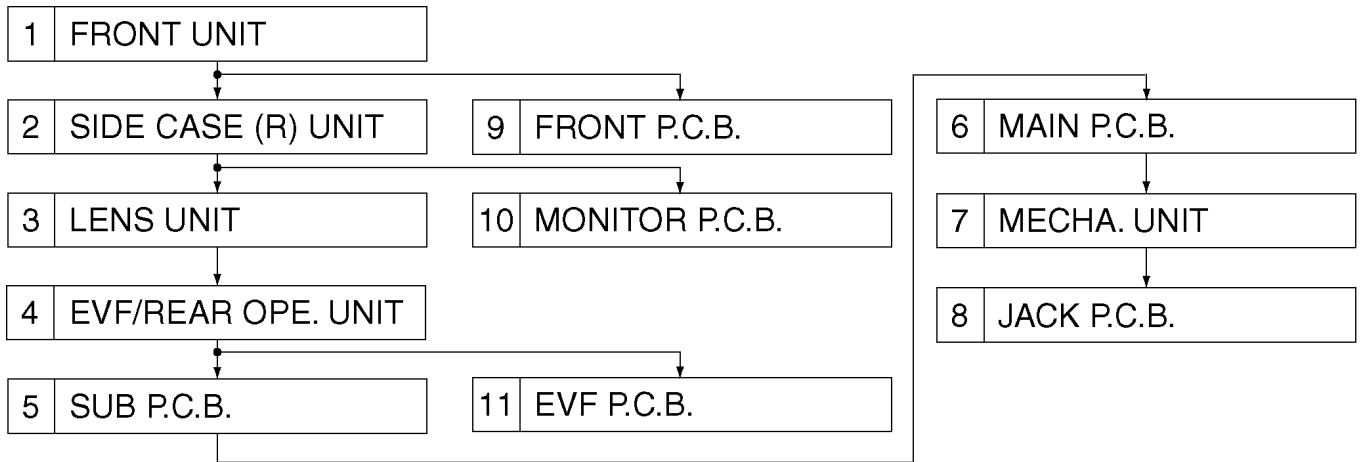 1 FRONT UNIT
2 SIDE CASE (R) UNIT
9 FRONT P.C.B.
6 MAIN P.C.B.
3 LENS UNIT
10 MONITOR P.C.B.
7 MECHA. UNIT
4 EVF/REAR OPE. UNIT
8 JACK P.C.B.
5 SUB P.C.B.
11 EVF P.C.B.